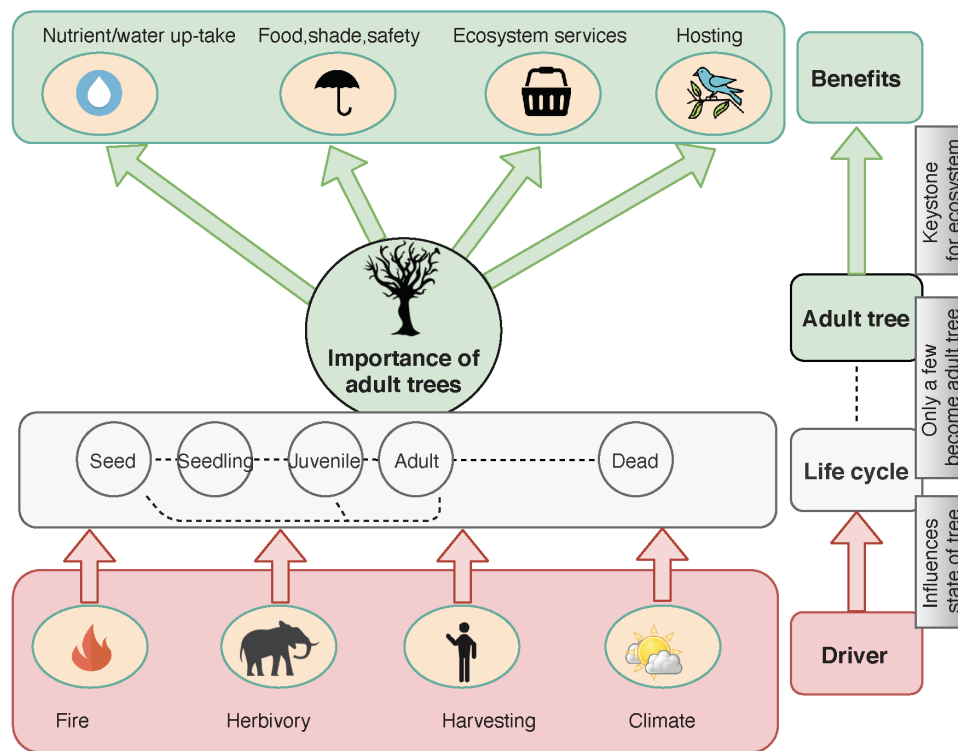 Nutrient/water up-take
Food,shade,safety
Ecosystem services
Hosting
Benefits
Keystone
for ecosystem
Importance of
adult trees
Adult tree
Only a few
become adult tree
Seed
Seedling
Juvenile
Adult
Dead
Life cycle
Influences
state of tree
Fire
Herbivory
Harvesting
Climate
Driver